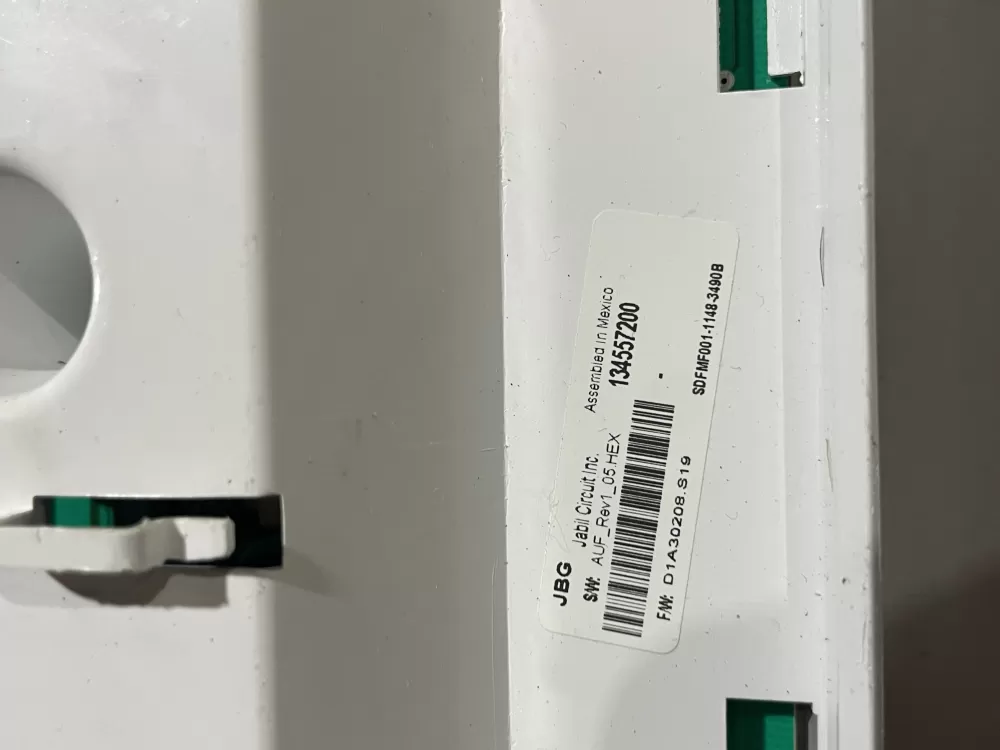 JBG Jabil Circuit Inc. Assembled in Mexico
S/W: AUF_Rev1_05.HEX 134557200
F/W: D1A30208.S19 SDFMF001-1148-3490B